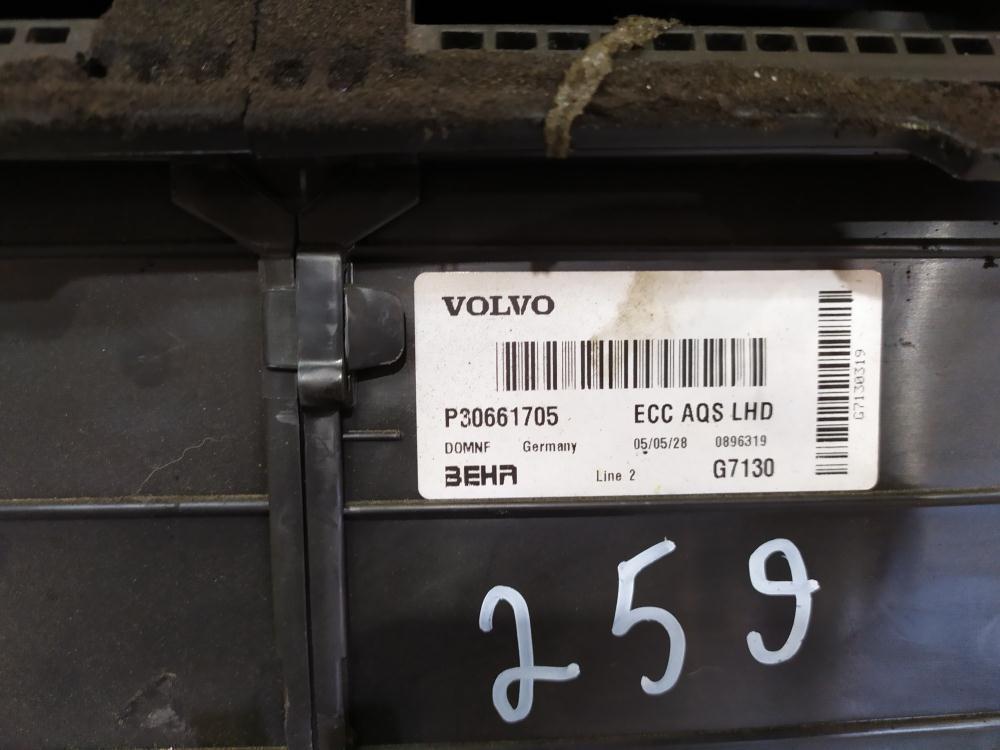 VOLVO
P30661705 ECC AQS LHD
DOMNF Germany 05/05/28 0896319
BEHR Line 2 G7130
G7130319
259